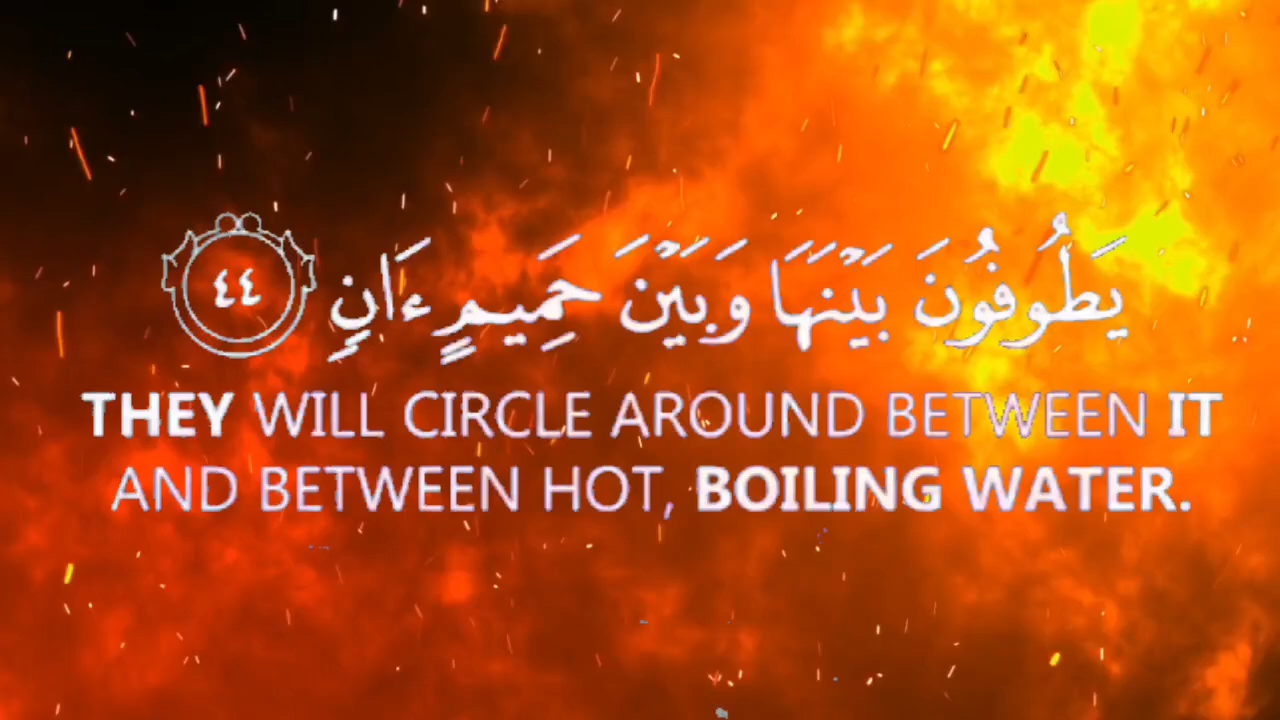 يَطُوفُونَ بَيْنَهَا وَبَيْنَ حَمِيمٍ ءَانٍ ٤٤
THEY WILL CIRCLE AROUND BETWEEN IT
AND BETWEEN HOT, BOILING WATER.